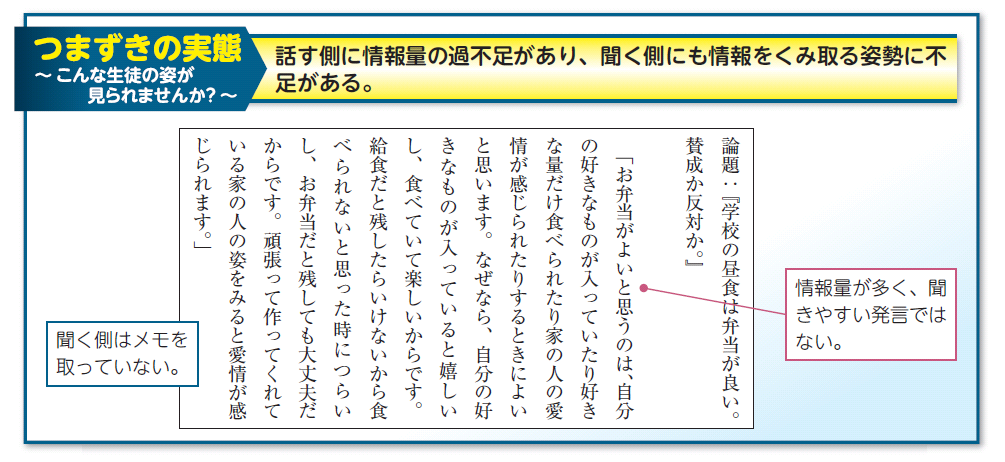 つまずきの実態
～こんな生徒の姿が
見られませんか?～
話す側に情報量の過不足があり、聞く側にも情報をくみ取る姿勢に不
足がある。
論題：『学校の昼食は弁当が良い。
賛成か反対か。』
「お弁当がよいと思うのは、自分
の好きなものが入っていたり好き
な量だけ食べられたり家の人の愛
情が感じられたりするときによい
と思います。なぜなら、自分の好
きなものが入っていると嬉しい
し、食べていて楽しいからです。
給食だと残したらいけないから食
べられないと思った時につらい
し、お弁当だと残しても大丈夫だ
からです。頑張って作ってくれて
いる家の人の姿をみると愛情が感
じられます。」
情報量が多く、聞
きやすい発言では
ない。
聞く側はメモを
取っていない。